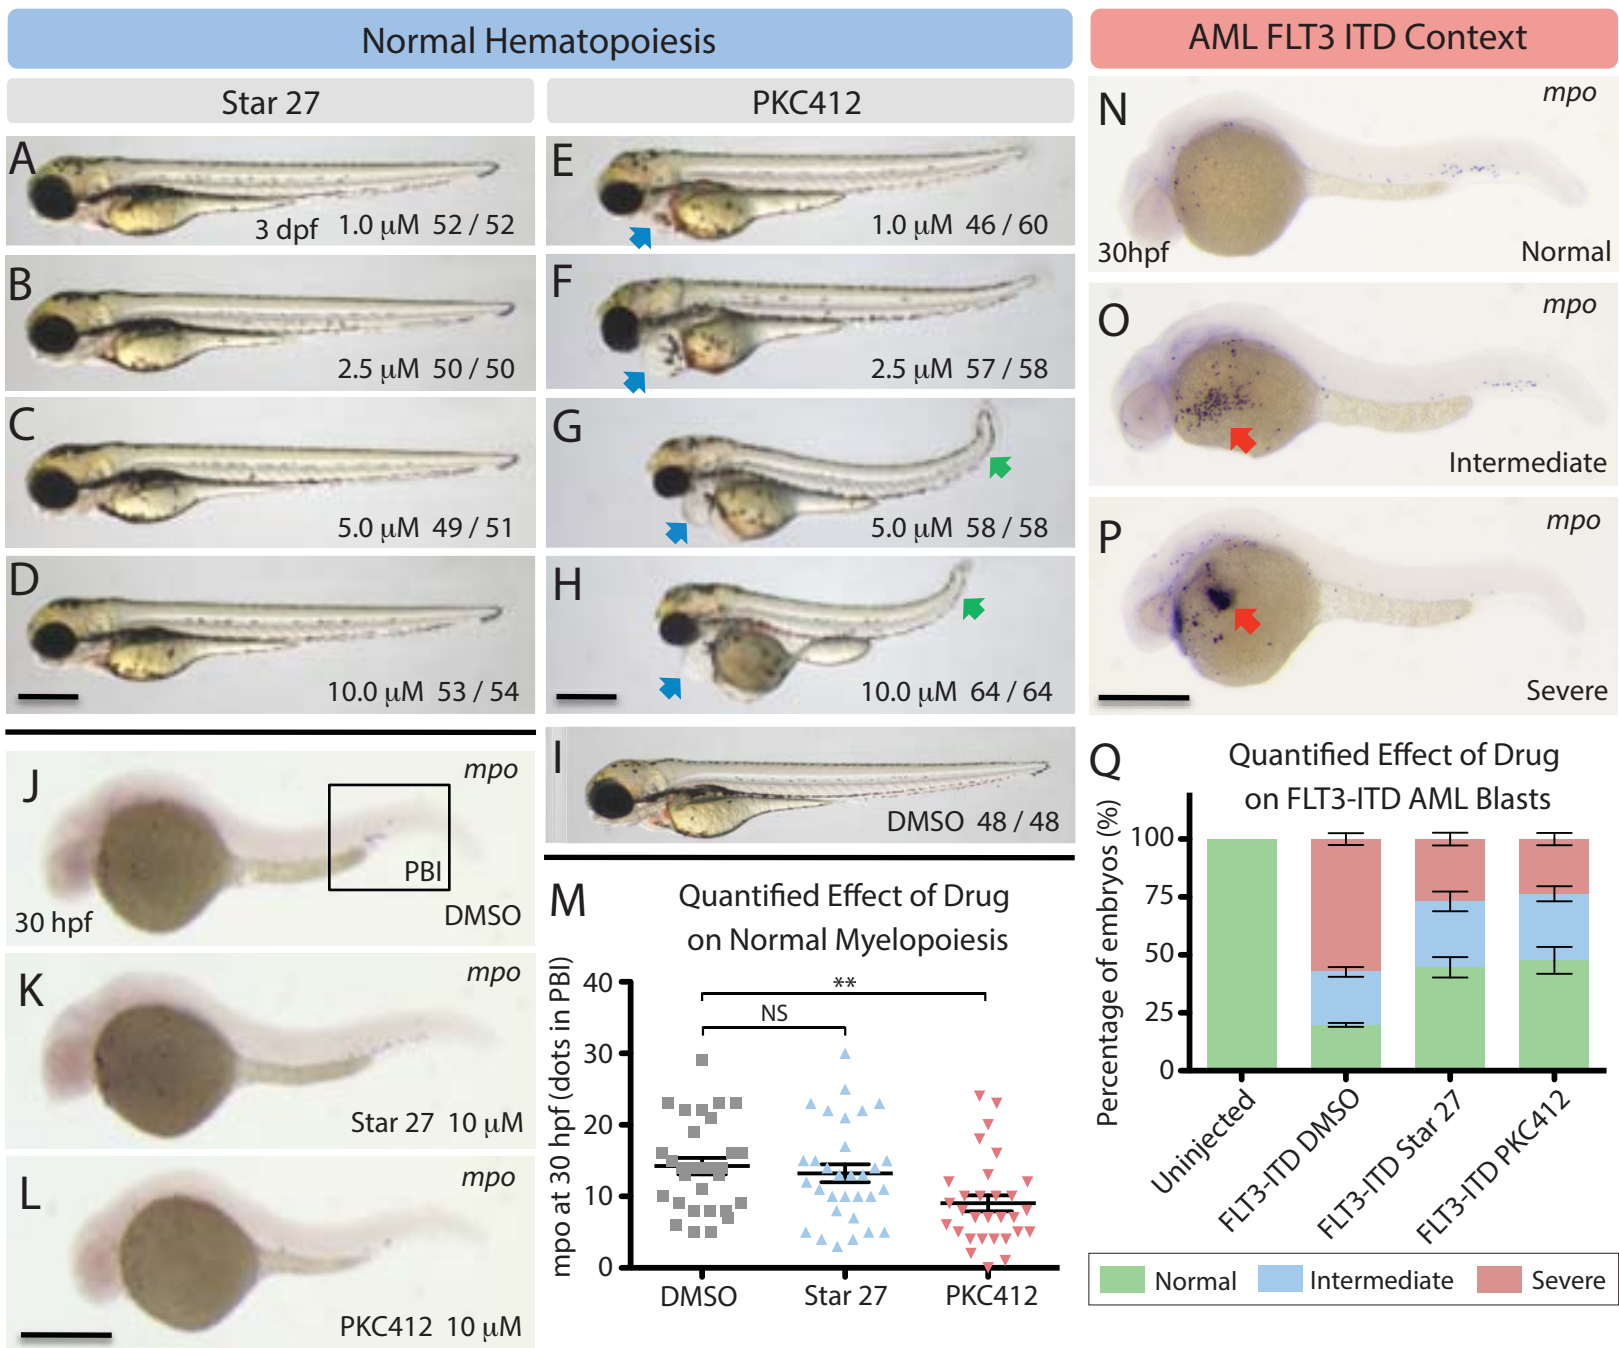 Normal Hematopoiesis
AML FLT3 ITD Context
Star 27
PKC412
A
3 dpf 1.0 µM 52 / 52
B
2.5 µM 50 / 50
C
5.0 µM 49 / 51
D
10.0 µM 53 / 54
E
1.0 µM 46 / 60
F
2.5 µM 57 / 58
G
5.0 µM 58 / 58
H
10.0 µM 64 / 64
I
DMSO 48 / 48
J
mpo
PBI
30 hpf
DMSO
K
mpo
Star 27 10 µM
L
mpo
PKC412 10 µM
M
Quantified Effect of Drug
on Normal Myelopoiesis
mpo at 30 hpf (dots in PBI)
40
30
20
10
0
**
NS
DMSO
Star 27
PKC412
N
mpo
30hpf
Normal
O
mpo
Intermediate
P
mpo
Severe
Q
Quantified Effect of Drug
on FLT3-ITD AML Blasts
Percentage of embryos (%)
100
75
50
25
0
Uninjected
FLT3-ITD DMSO
FLT3-ITD Star 27
FLT3-ITD PKC412
Normal
Intermediate
Severe